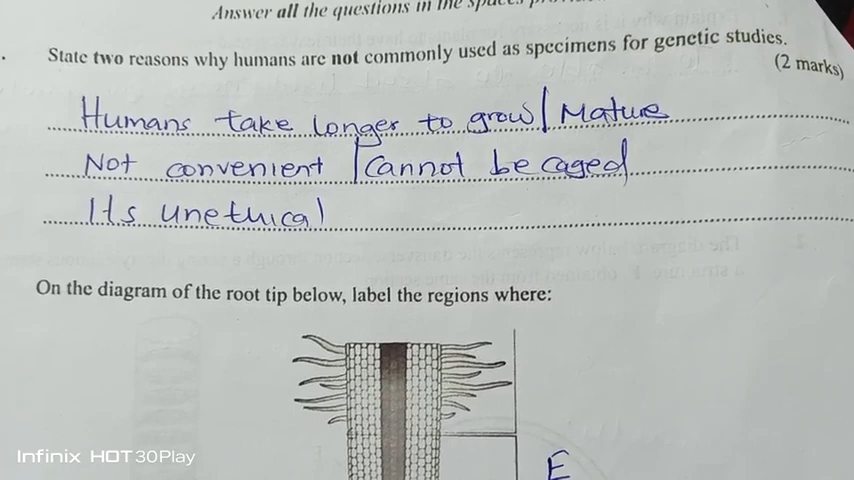 Answer all the questions in the spaces
State two reasons why humans are not commonly used as specimens for genetic studies.
(2 marks)
Humans take longer to grow/Mature
Not convenient /cannot be caged
Its unethical
On the diagram of the root tip below, label the regions where:
E
Infinix HOT 30Play